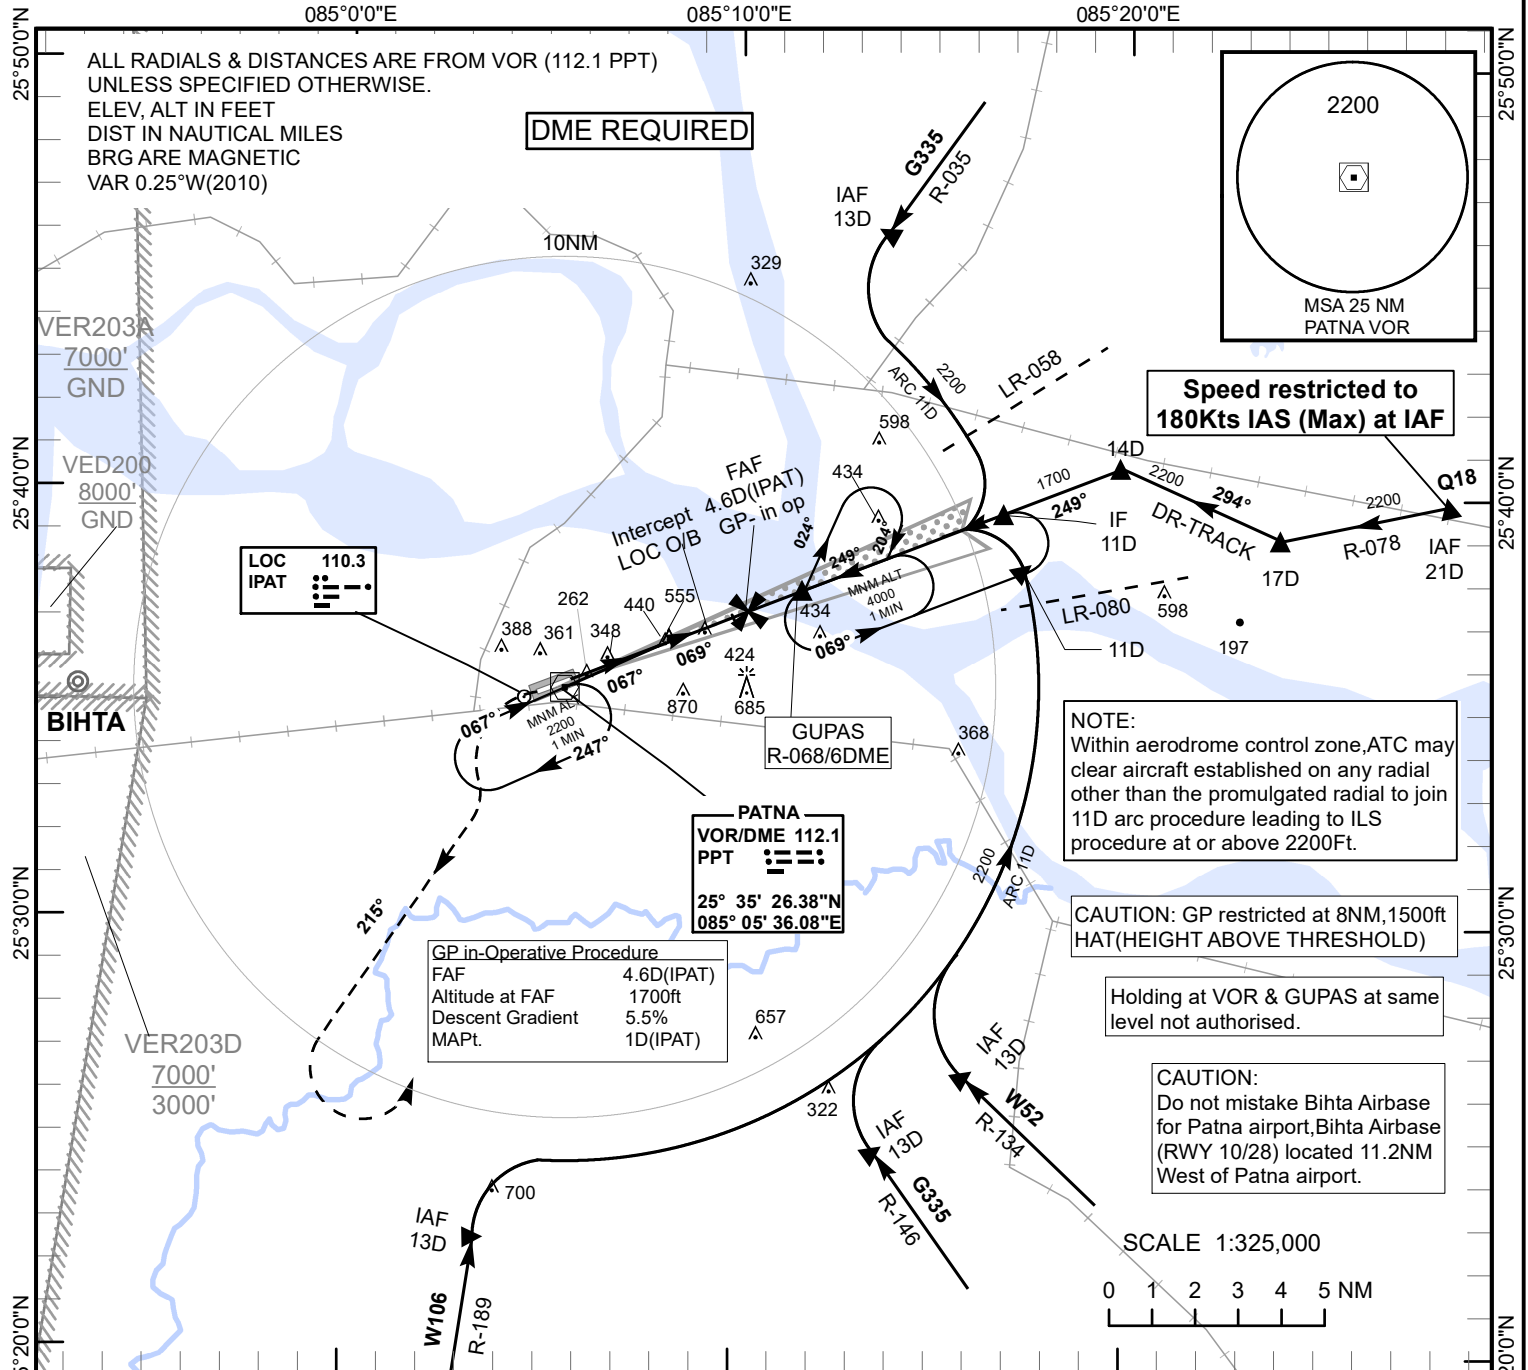 085°0'0"E
085°10'0"E
085°20'0"E
25°50'0"N
25°50'0"N
ALL RADIALS & DISTANCES ARE FROM VOR (112.1 PPT)
UNLESS SPECIFIED OTHERWISE.
ELEV, ALT IN FEET
DIST IN NAUTICAL MILES
BRG ARE MAGNETIC
VAR 0.25°W(2010)
DME REQUIRED
2200
MSA 25 NM
PATNA VOR
G335
R-035
IAF
13D
10NM
329
VER203A
7000'
GND
ARC 11D
2200
LR-058
Speed restricted to
180Kts IAS (Max) at IAF
598
VED200
8000'
GND
25°40'0"N
25°40'0"N
FAF
4.6D(IPAT)
GP- in op
Intercept
LOC O/B
434
024°
204°
249°
1700
249°
14D
2200
294°
DR-TRACK
2200
Q18
R-078
IAF
21D
17D
IF
11D
LOC 110.3
IPAT
MNM ALT
4000
1 MIN
262
440
555
388
361
348
434
069°
LR-080
598
11D
197
069°
067°
424
870
685
BIHTA
067°
MNM ALT
2200
1 MIN
247°
GUPAS
R-068/6DME
368
NOTE:
Within aerodrome control zone,ATC may
clear aircraft established on any radial
other than the promulgated radial to join
11D arc procedure leading to ILS
procedure at or above 2200Ft.
PATNA
VOR/DME 112.1
PPT
25° 35' 26.38"N
085° 05' 36.08"E
2200
ARC 11D
215°
25°30'0"N
25°30'0"N
CAUTION: GP restricted at 8NM,1500ft
HAT(HEIGHT ABOVE THRESHOLD)
GP in-Operative Procedure
FAF 4.6D(IPAT)
Altitude at FAF 1700ft
Descent Gradient 5.5%
MAPt. 1D(IPAT)
Holding at VOR & GUPAS at same
level not authorised.
VER203D
7000'
3000'
657
322
IAF
13D
W52
R-134
IAF
13D
G335
R-146
CAUTION:
Do not mistake Bihta Airbase
for Patna airport,Bihta Airbase
(RWY 10/28) located 11.2NM
West of Patna airport.
700
IAF
13D
W106
R-189
SCALE 1:325,000
0 1 2 3 4 5 NM
5°20'0"N
0'0"N